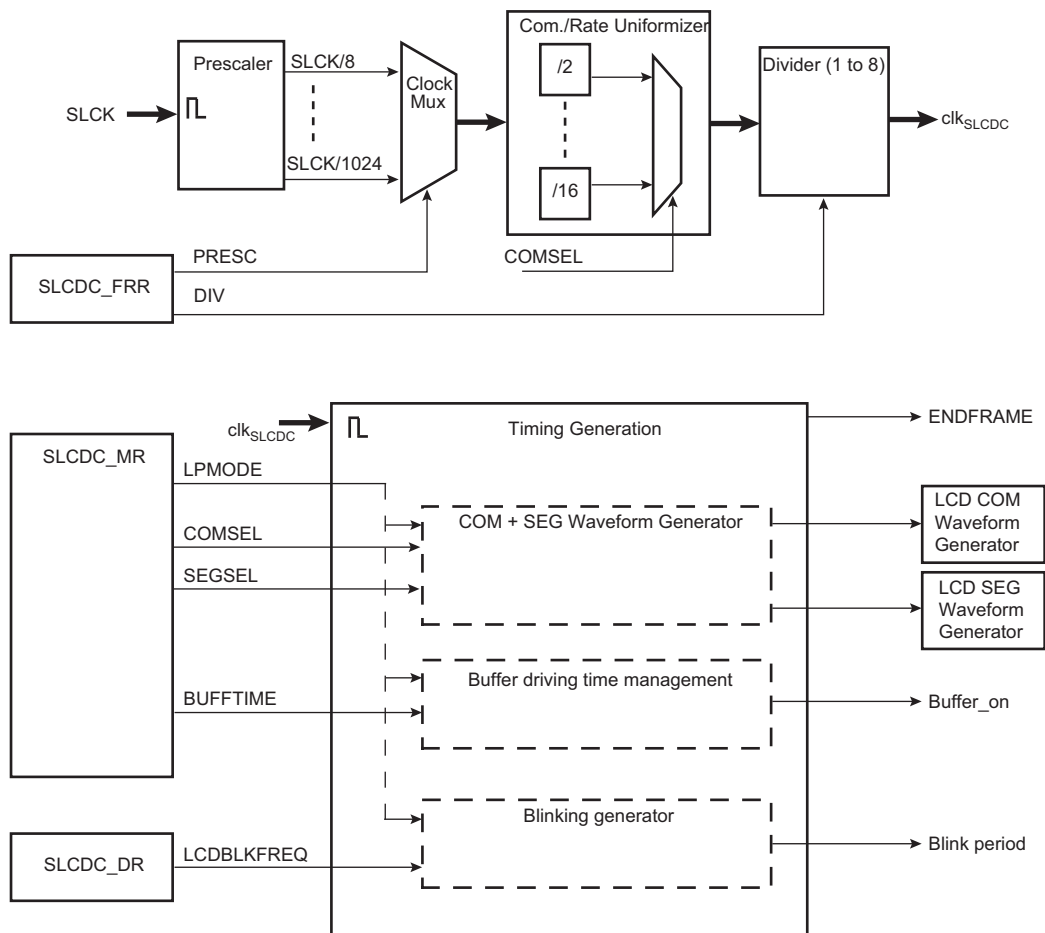 Com./Rate Uniformizer
Prescaler
SLCK/8
Clock
Mux
/2
Divider (1 to 8)
SLCK
clkSLCDC
SLCK/1024
/16
PRESC
COMSEL
SLCDC_FRR
DIV
clkSLCDC
Timing Generation
ENDFRAME
SLCDC_MR
LPMODE
COM + SEG Waveform Generator
LCD COM
Waveform
Generator
COMSEL
SEGSEL
LCD SEG
Waveform
Generator
Buffer driving time management
BUFFTIME
Buffer_on
Blinking generator
SLCDC_DR
LCDBLKFREQ
Blink period